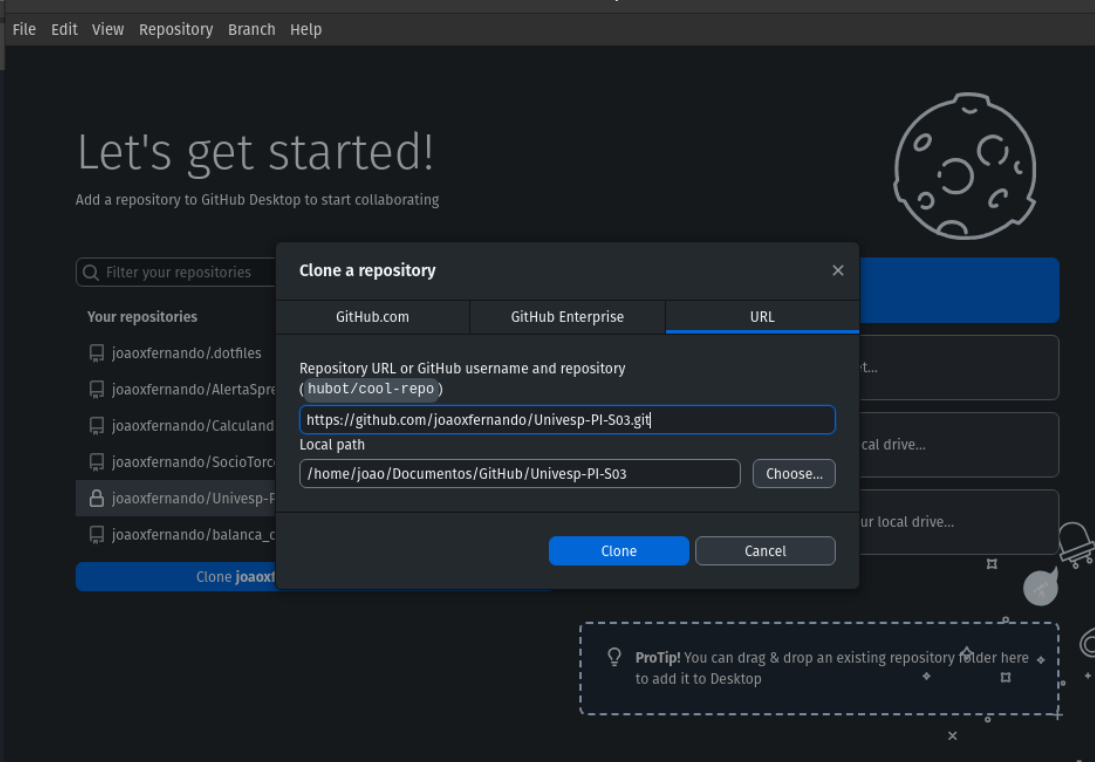 File Edit View Repository Branch Help
Let's get started!
Add a repository to GitHub Desktop to start collaborating
Filter your repositories
Your repositories
joaoxfernando/.dotfiles
joaoxfernando/AlertaSpre
joaoxfernando/Calculand
joaoxfernando/SocioTorc
joaoxfernando/Univesp-P
joaoxfernando/balanca_c
Clone joaoxf
Clone a repository
GitHub.com GitHub Enterprise URL
Repository URL or GitHub username and repository
(hubot/cool-repo)
https://github.com/joaoxfernando/Univesp-PI-S03.git
Local path
/home/joao/Documentos/GitHub/Univesp-PI-S03 Choose...
Clone Cancel
t...
cal drive...
ur local drive...
ProTip! You can drag & drop an existing repository folder here
to add it to Desktop